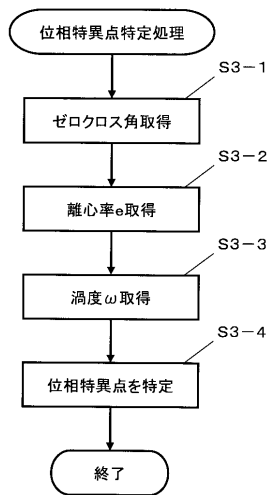 位相特異点特定処理
S3-1
ゼロクロス角取得
S3-2
離心率e取得
S3-3
渦度ω取得
S3-4
位相特異点を特定
終了